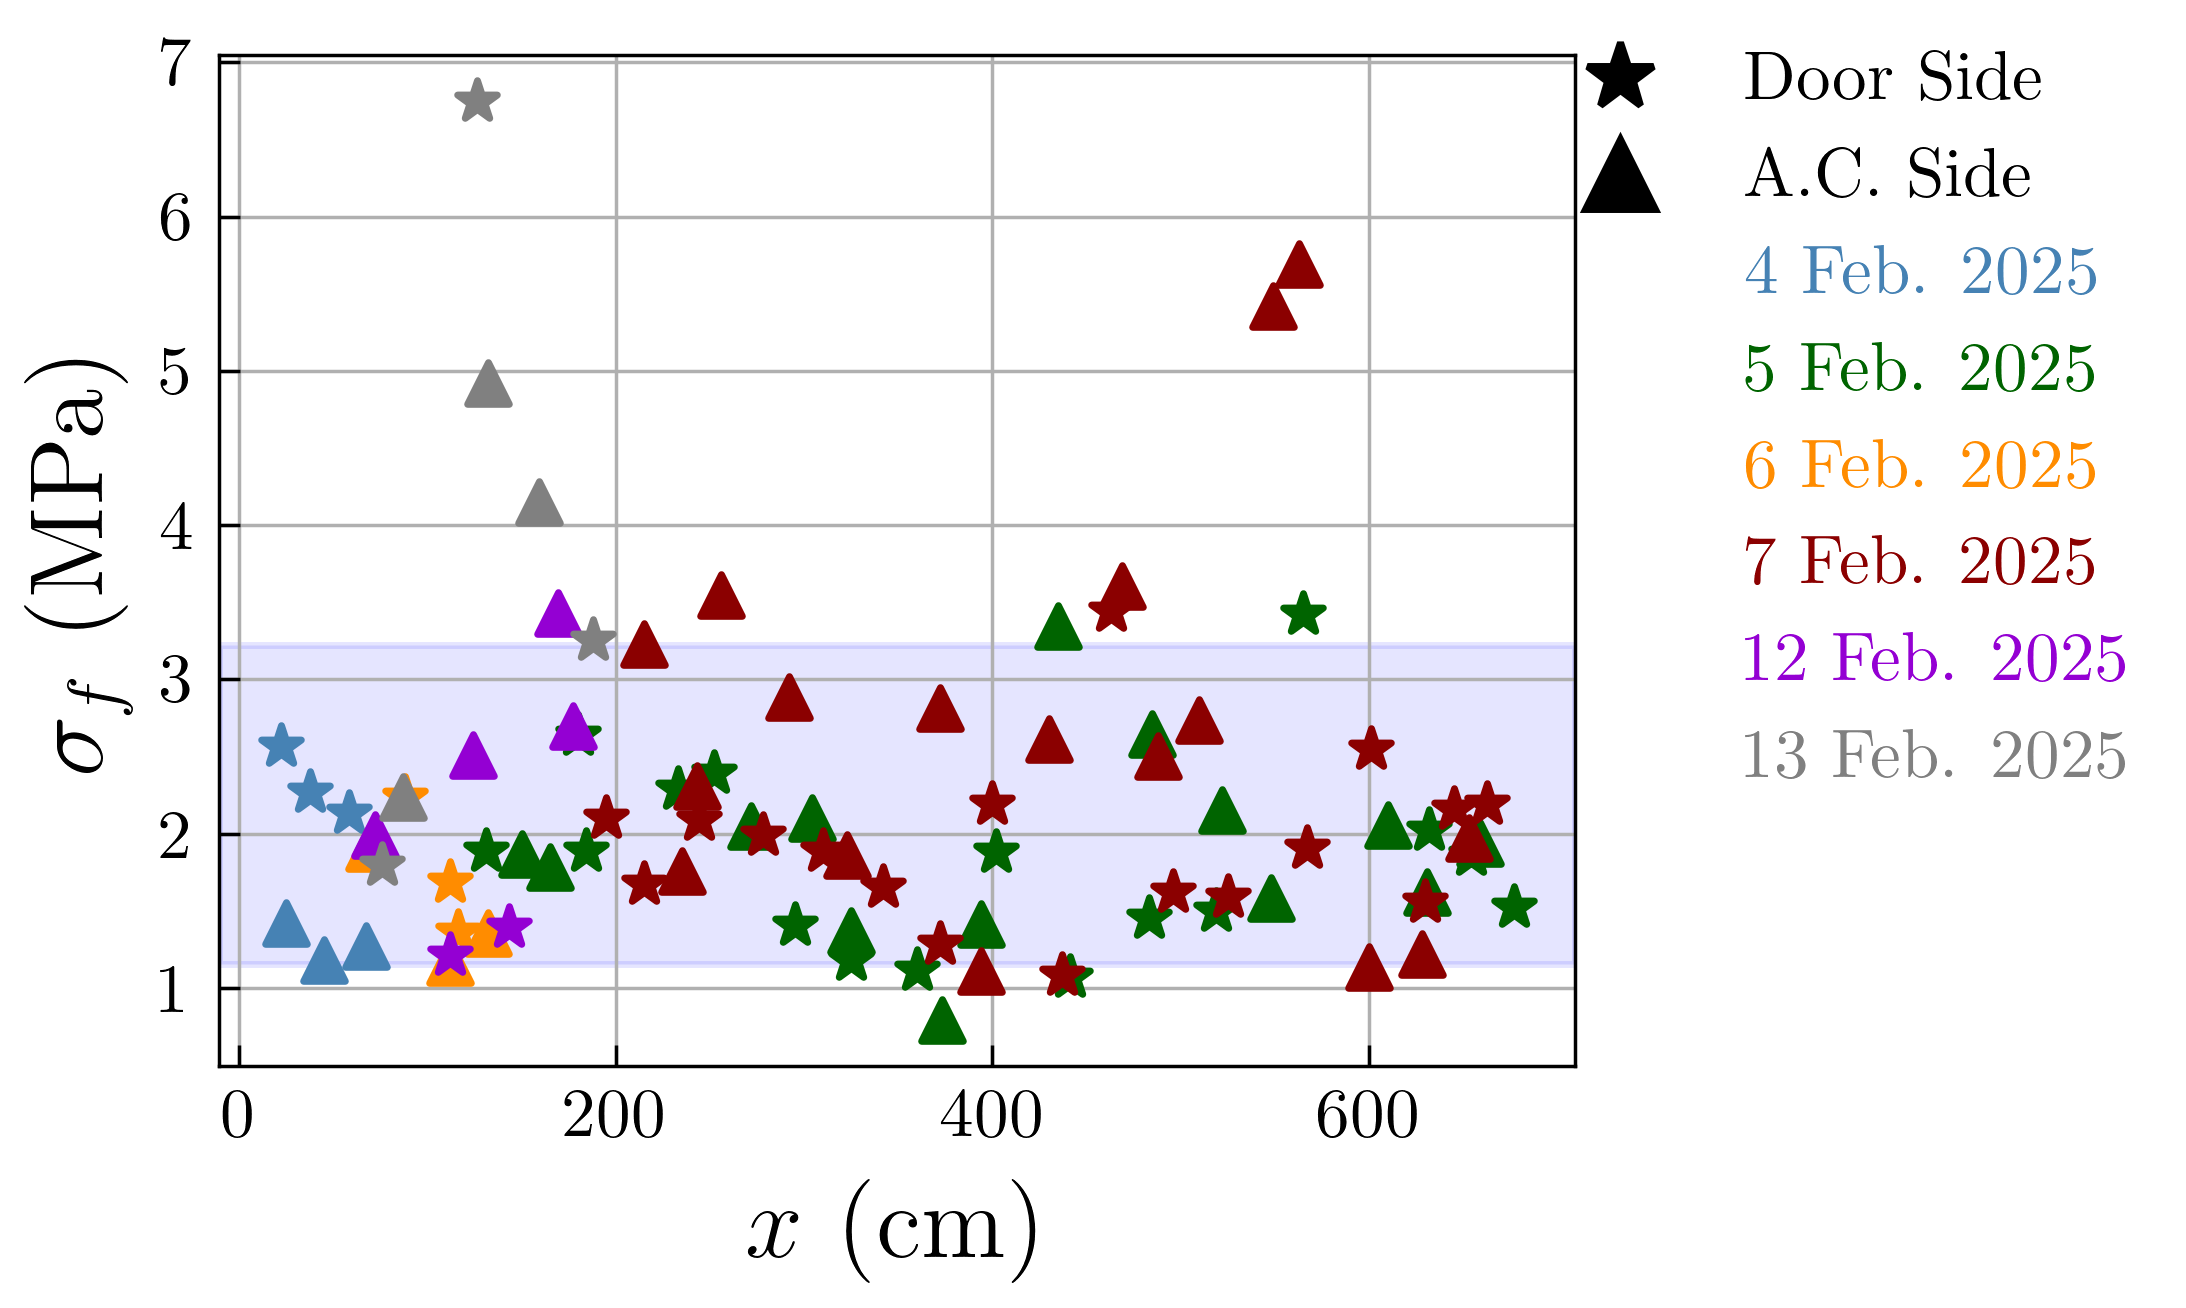 7
6
5
4
3
2
1
σ_f (MPa)
0 200 400 600
x (cm)
Door Side
A.C. Side
4 Feb. 2025
5 Feb. 2025
6 Feb. 2025
7 Feb. 2025
12 Feb. 2025
13 Feb. 2025